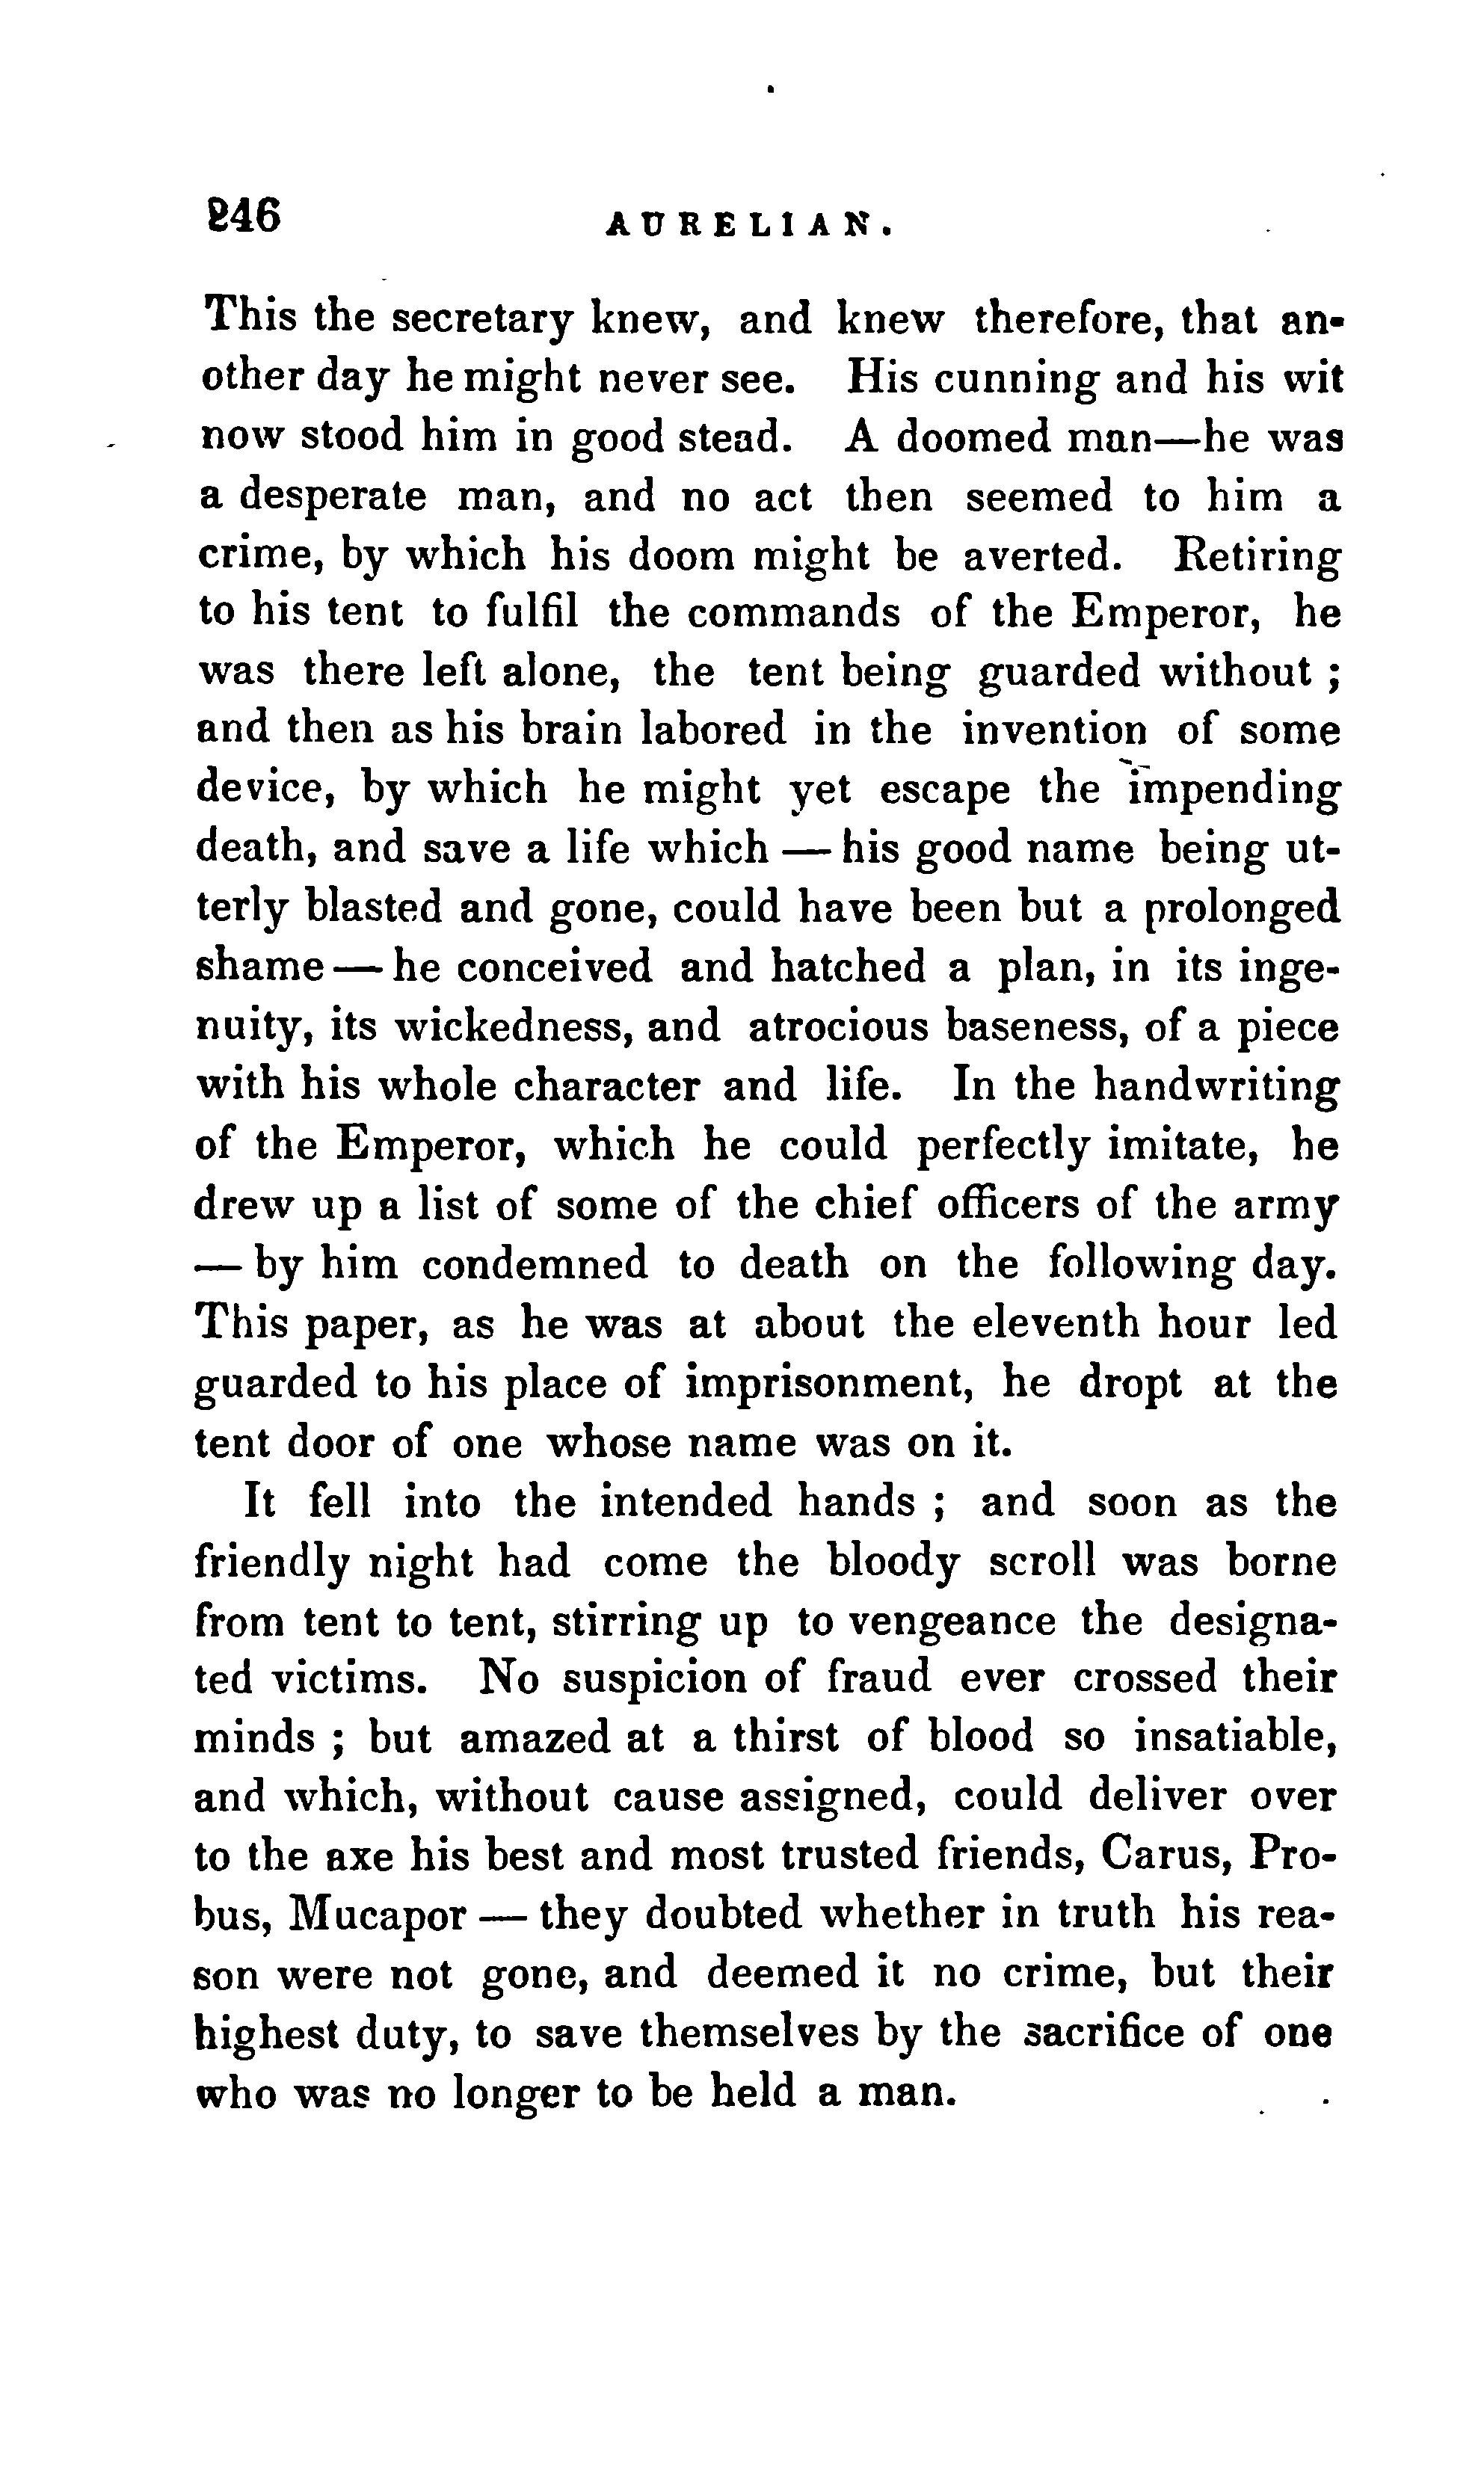 246 AURELIAN.
This the secretary knew, and knew therefore, that an-
other day he might never see. His cunning and his wit
now stood him in good stead. A doomed man—he was
a desperate man, and no act then seemed to him a
crime, by which his doom might be averted. Retiring
to his tent to fulfil the commands of the Emperor, he
was there left alone, the tent being guarded without ;
and then as his brain labored in the invention of some
device, by which he might yet escape the impending
death, and save a life which — his good name being ut-
terly blasted and gone, could have been but a prolonged
shame — he conceived and hatched a plan, in its inge-
nuity, its wickedness, and atrocious baseness, of a piece
with his whole character and life. In the handwriting
of the Emperor, which he could perfectly imitate, he
drew up a list of some of the chief officers of the army
— by him condemned to death on the following day.
This paper, as he was at about the eleventh hour led
guarded to his place of imprisonment, he dropt at the
tent door of one whose name was on it.
It fell into the intended hands ; and soon as the
friendly night had come the bloody scroll was borne
from tent to tent, stirring up to vengeance the designa-
ted victims. No suspicion of fraud ever crossed their
minds ; but amazed at a thirst of blood so insatiable,
and which, without cause assigned, could deliver over
to the axe his best and most trusted friends, Carus, Pro-
bus, Mucapor — they doubted whether in truth his rea-
son were not gone, and deemed it no crime, but their
highest duty, to save themselves by the sacrifice of one
who was no longer to be held a man.